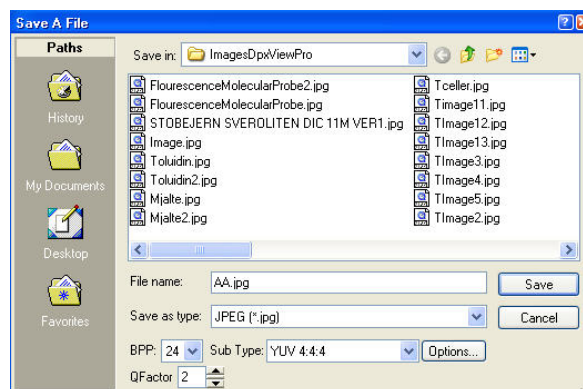 Save A File
Paths
Save in: ImagesDpxViewPro
History
My Documents
Desktop
Favorites
FlourescenceMolecularProbe2.jpg
FlourescenceMolecularProbe.jpg
STOBEJERN SVEROLITEN DIC 11M VER1.jpg
Image.jpg
Toluidin.jpg
Toluidin2.jpg
Mjalte.jpg
Mjalte2.jpg
Tceller.jpg
Timage11.jpg
TImage12.jpg
TImage13.jpg
TImage3.jpg
TImage4.jpg
TImage5.jpg
TImage2.jpg
File name: AA.jpg Save
Save as type: JPEG (*.jpg) Cancel
BPP: 24 Sub Type: YUV 4:4:4 Options...
QFactor 2